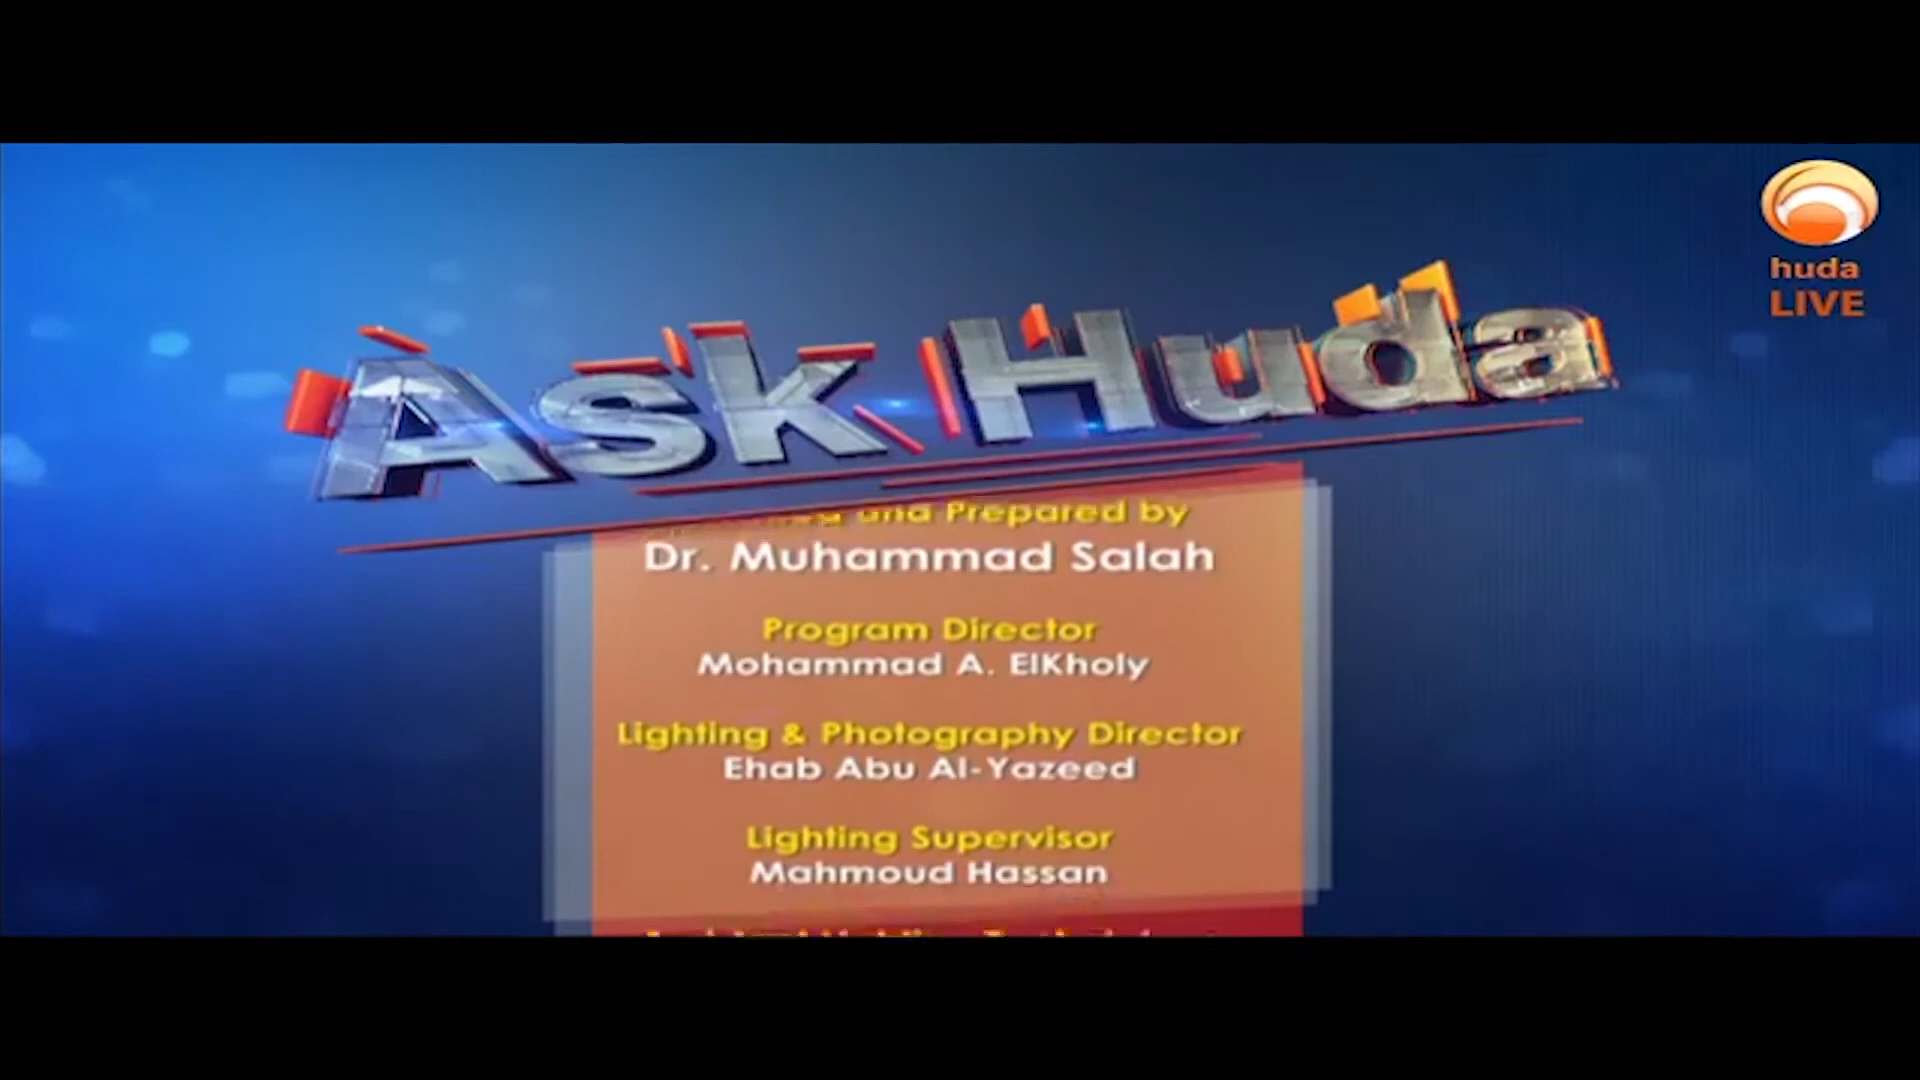 huda
LIVE
Ask Huda
and Prepared by
Dr. Muhammad Salah
Program Director
Mohammad A. ElKholy
Lighting & Photography Director
Ehab Abu Al-Yazeed
Lighting Supervisor
Mahmoud Hassan